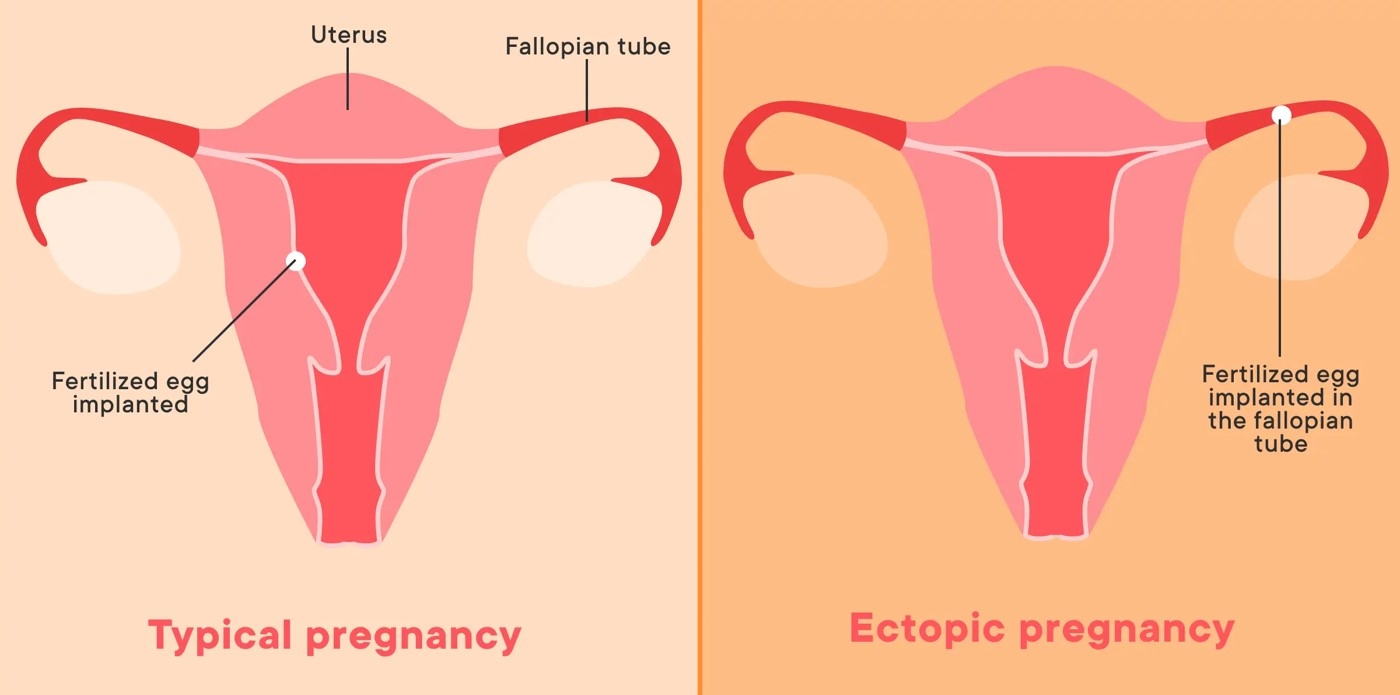 Uterus
Fallopian tube
Fertilized egg
implanted
Typical pregnancy
Fertilized egg
implanted in
the fallopian
tube
Ectopic pregnancy